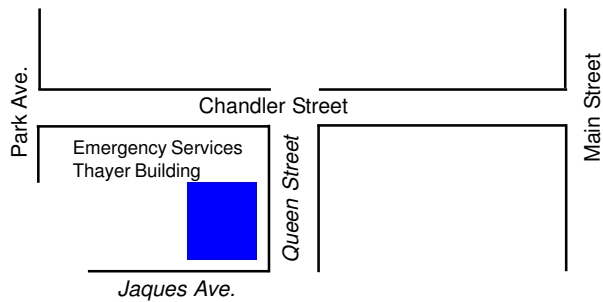 Park Ave.
Chandler Street
Main Street
Emergency Services
Thayer Building
Queen Street
Jaques Ave.